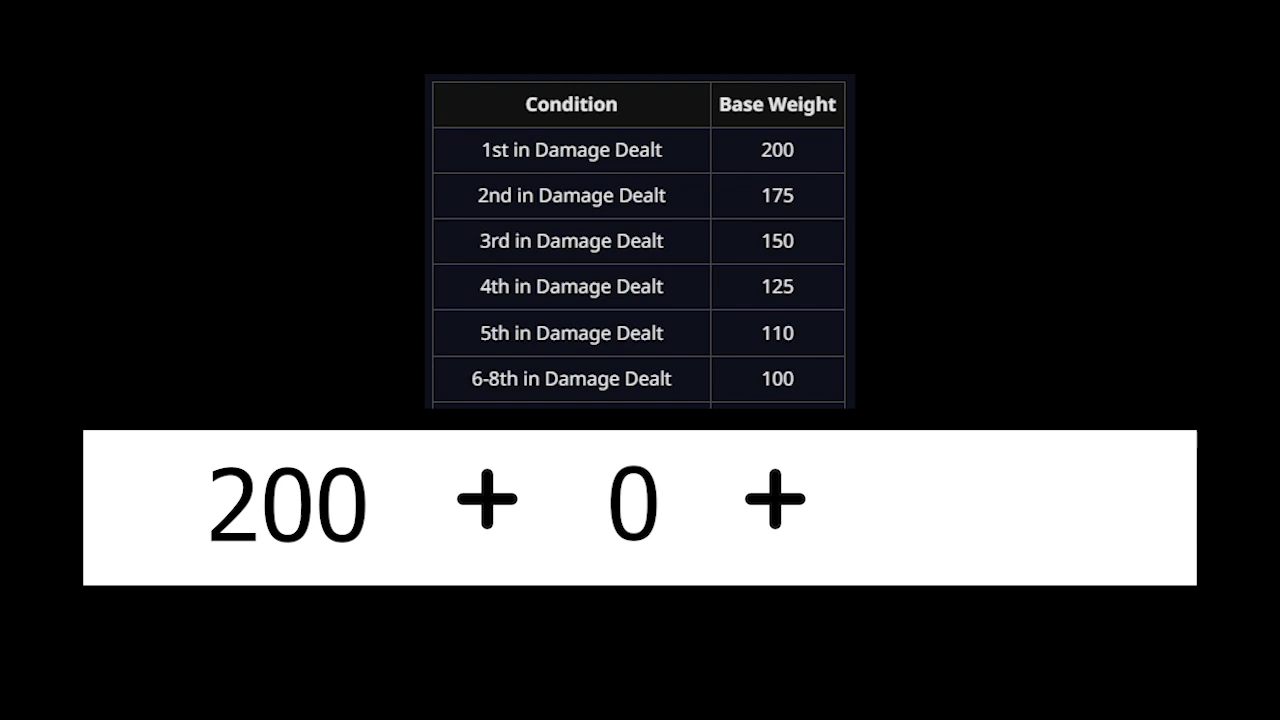 Condition Base Weight
1st in Damage Dealt 200
2nd in Damage Dealt 175
3rd in Damage Dealt 150
4th in Damage Dealt 125
5th in Damage Dealt 110
6-8th in Damage Dealt 100
200 + 0 +